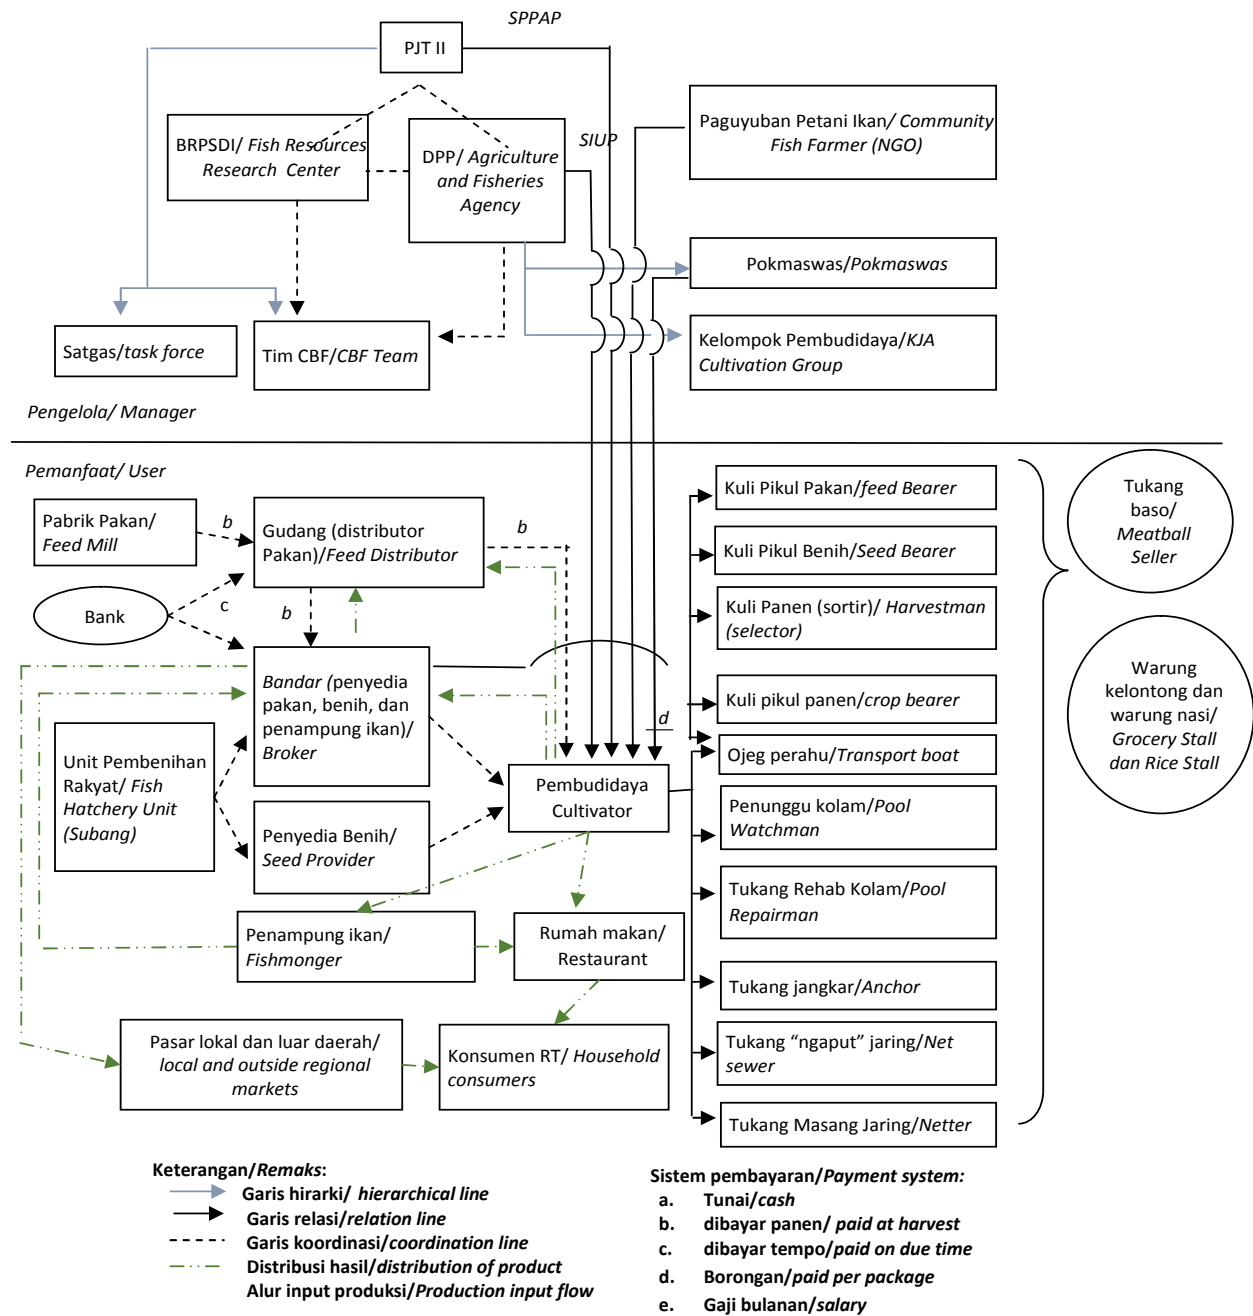 SPPAP
PJT II
BRPSDI/ Fish Resources
Research Center
DPP/ Agriculture
and Fisheries
Agency
SIUP
Paguyuban Petani Ikan/ Community
Fish Farmer (NGO)
Pokmaswas/Pokmaswas
Satgas/task force
Tim CBF/CBF Team
Kelompok Pembudidaya/KJA
Cultivation Group
Pengelola/ Manager
Pemanfaat/ User
Pabrik Pakan/
Feed Mill
b
Gudang (distributor
Pakan)/Feed Distributor
b
Bank
c
b
Bandar (penyedia
pakan, benih, dan
penampung ikan)/
Broker
Unit Pembenihan
Rakyat/ Fish
Hatchery Unit
(Subang)
Penyedia Benih/
Seed Provider
Pembudidaya
Cultivator
d
Penampung ikan/
Fishmonger
Rumah makan/
Restaurant
Pasar lokal dan luar daerah/
local and outside regional
markets
Konsumen RT/ Household
consumers
Kuli Pikul Pakan/feed Bearer
Kuli Pikul Benih/Seed Bearer
Kuli Panen (sortir)/ Harvestman
(selector)
Kuli pikul panen/crop bearer
Ojeg perahu/Transport boat
Penunggu kolam/Pool
Watchman
Tukang Rehab Kolam/Pool
Repairman
Tukang jangkar/Anchor
Tukang “ngaput” jaring/Net
sewer
Tukang Masang Jaring/Netter
Tukang
baso/
Meatball
Seller
Warung
kelontong dan
warung nasi/
Grocery Stall
dan Rice Stall
Keterangan/Remaks:
Garis hirarki/ hierarchical line
Garis relasi/relation line
Garis koordinasi/coordination line
Distribusi hasil/distribution of product
Alur input produksi/Production input flow
Sistem pembayaran/Payment system:
a. Tunai/cash
b. dibayar panen/ paid at harvest
c. dibayar tempo/paid on due time
d. Borongan/paid per package
e. Gaji bulanan/salary